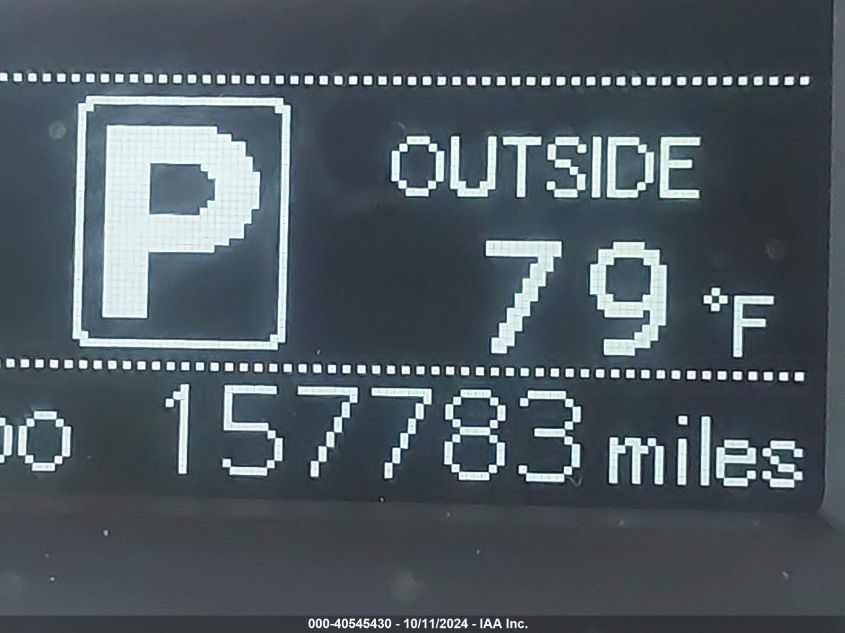 P
OUTSIDE
79 °F
157783 miles
000-40545430 - 10/11/2024 - IAA Inc.